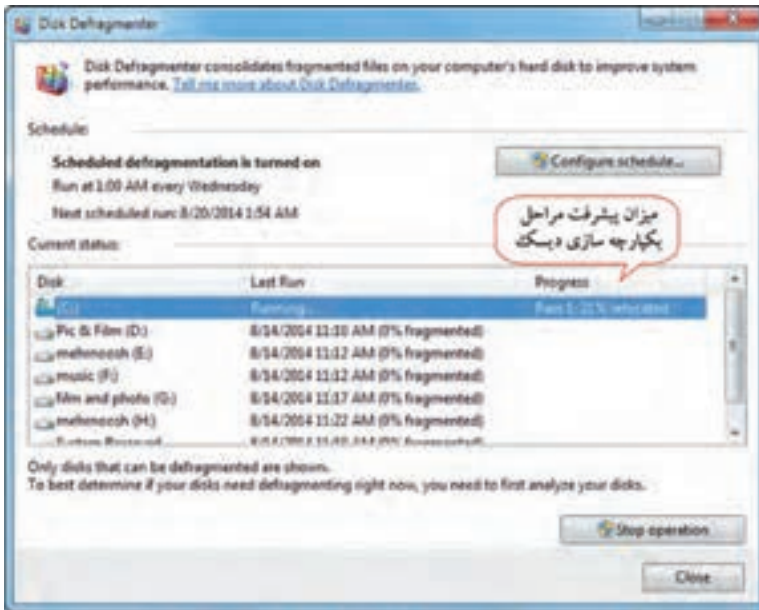 Disk Defragmenter
Disk Defragmenter consolidates fragmented files on your computer's hard disk to improve system
performance. Tell me more about Disk Defragmenter.
Schedule:
Scheduled defragmentation is turned on
Configure schedule...
Run at 1:00 AM every Wednesday
Next scheduled run: 8/20/2014 1:54 AM
میزان پیشرفت مراحل
یکپارچه سازی دیسک
Current status:
Disk Last Run Progress
(C:) Running... Pass 1: 21% relocated
Pic & Film (D:) 8/14/2014 11:10 AM (0% fragmented)
mehrnoosh (E:) 8/14/2014 11:12 AM (0% fragmented)
music (F:) 8/14/2014 11:12 AM (0% fragmented)
film and photo (G:) 8/14/2014 11:17 AM (0% fragmented)
mehrnoosh (H:) 8/14/2014 11:22 AM (0% fragmented)
System Reserved
Only disks that can be defragmented are shown.
To best determine if your disks need defragmenting right now, you need to first analyze your disks.
Stop operation
Close